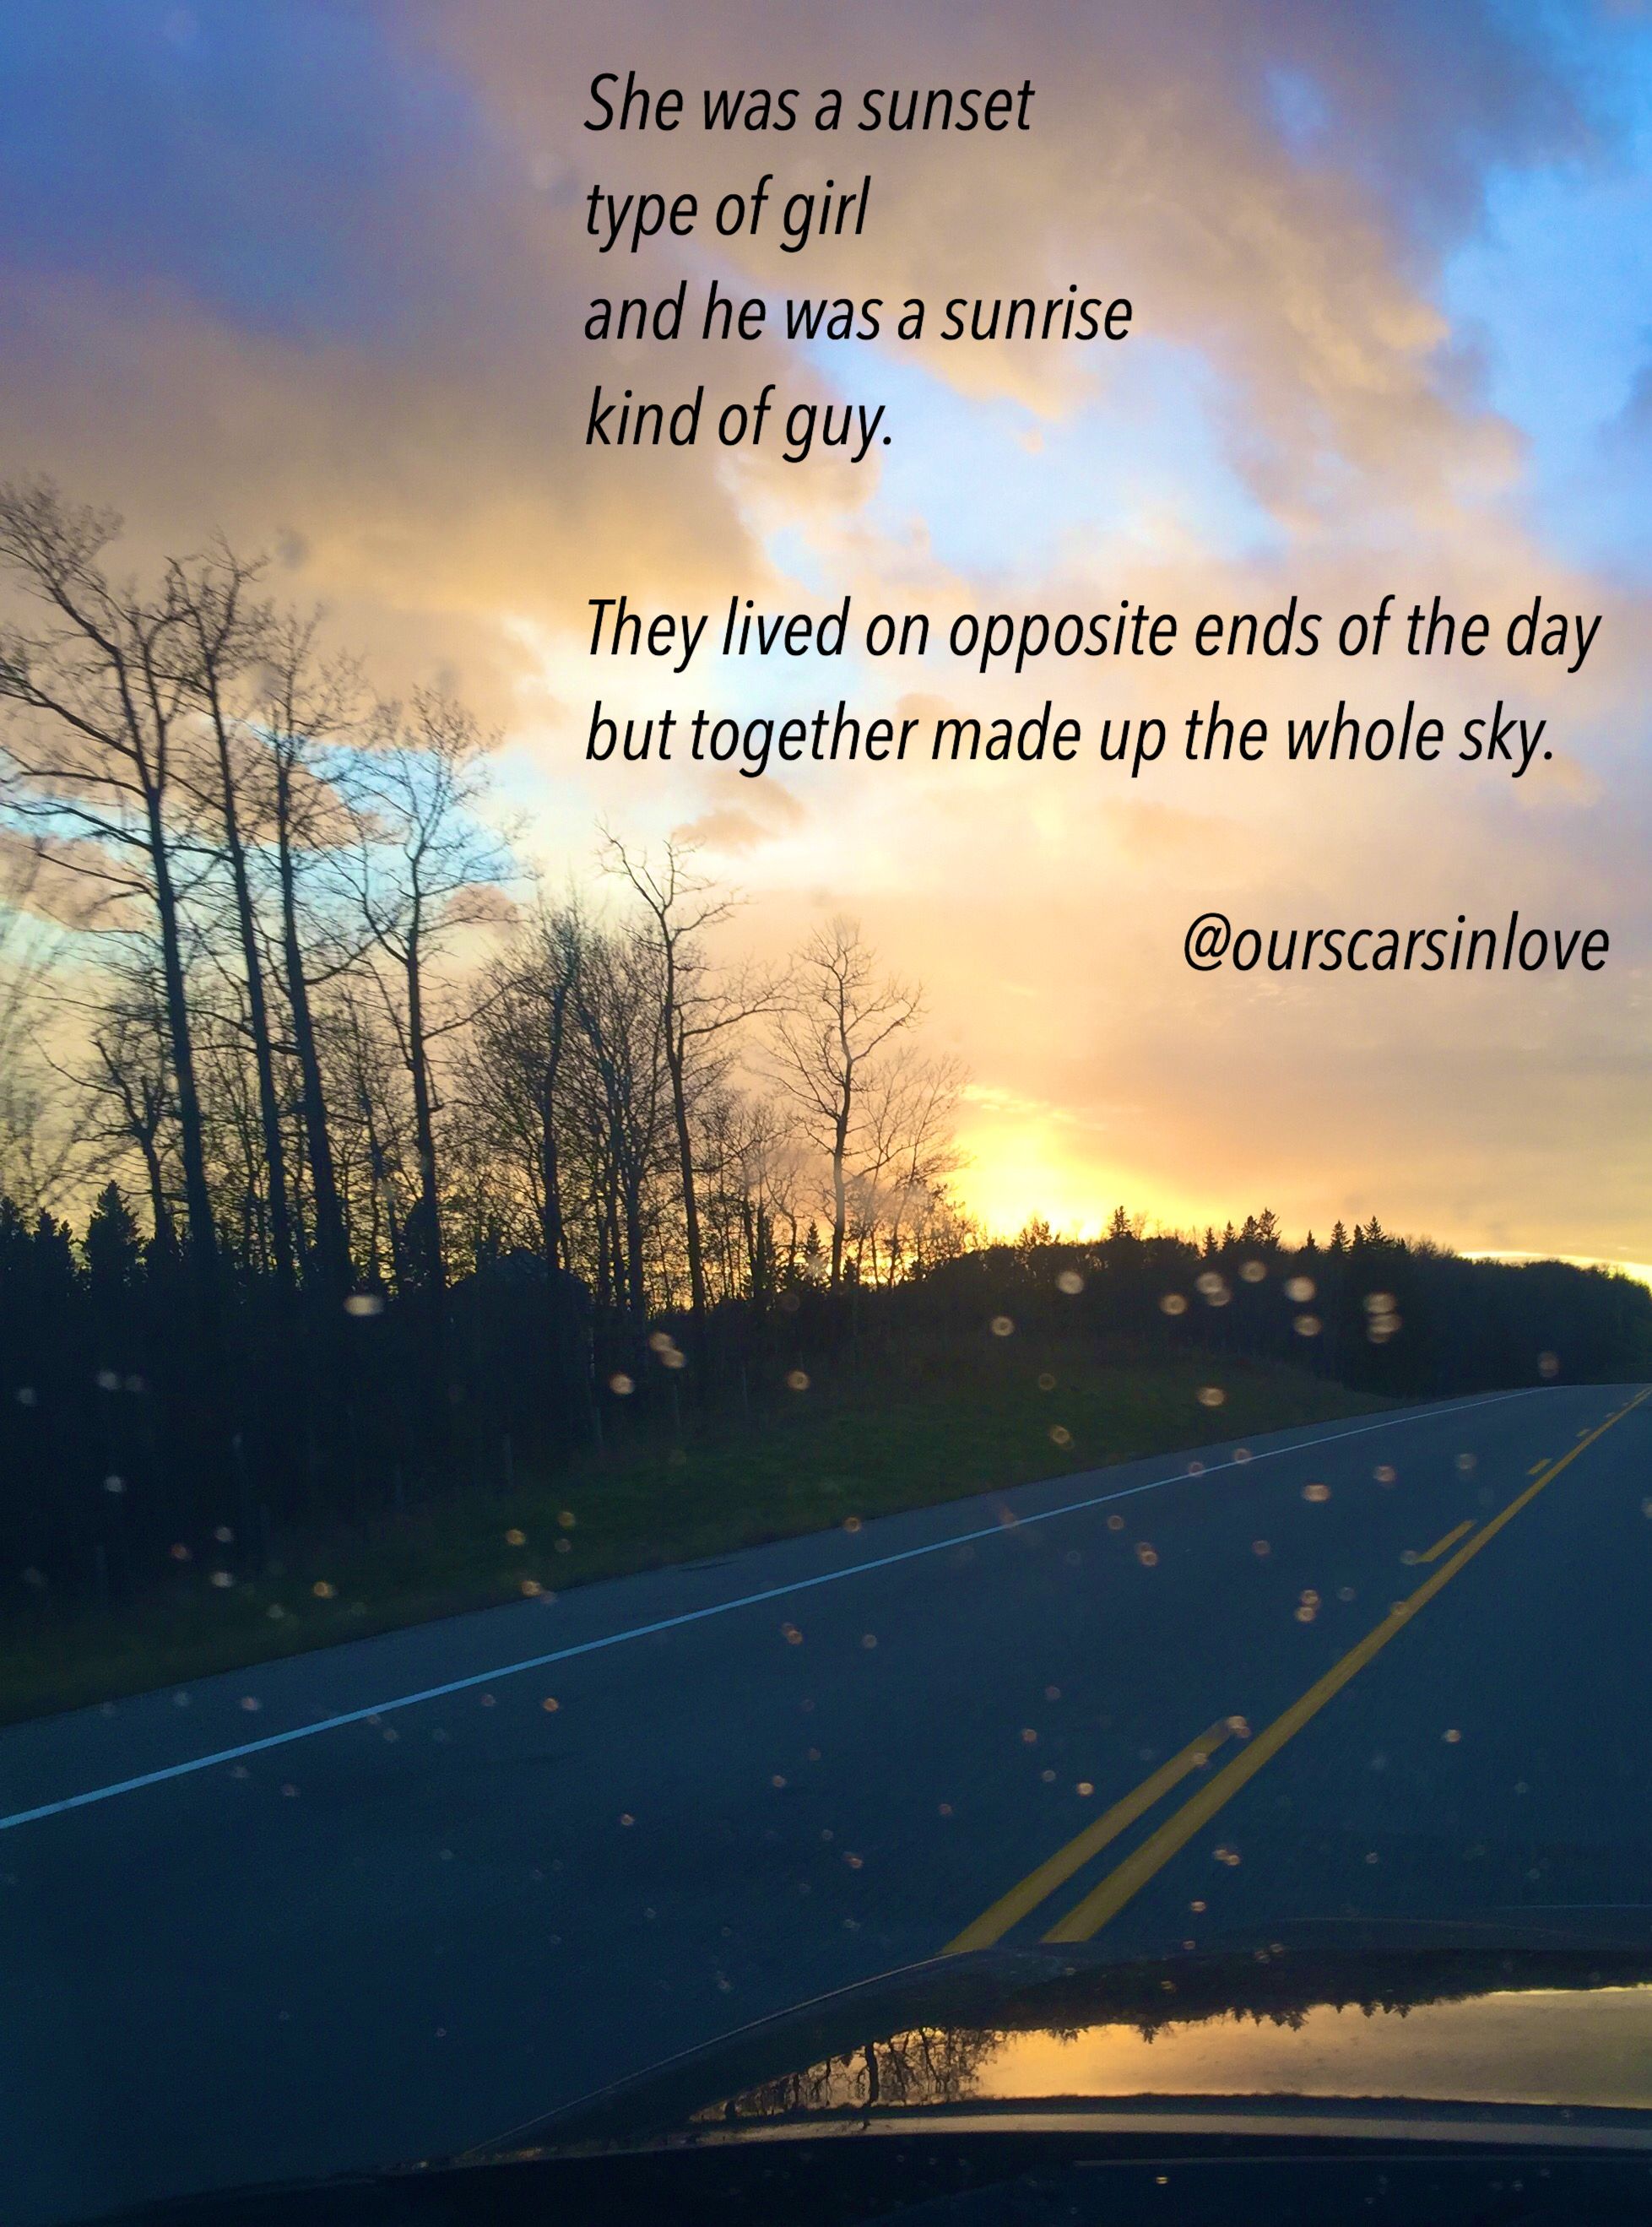 She was a sunset
type of girl
and he was a sunrise
kind of guy.
They lived on opposite ends of the day
but together made up the whole sky.
@ourscarsinlove